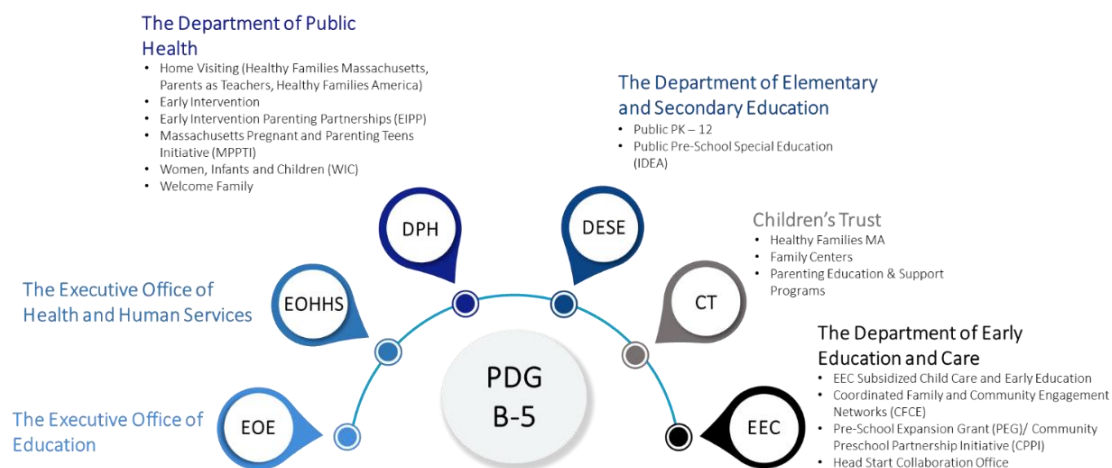 The Department of Public
Health
• Home Visiting (Healthy Families Massachusetts,
Parents as Teachers, Healthy Families America)
• Early Intervention
• Early Intervention Parenting Partnerships (EIPP)
• Massachusetts Pregnant and Parenting Teens
Initiative (MPPTI)
• Women, Infants and Children (WIC)
• Welcome Family
The Department of Elementary
and Secondary Education
• Public PK – 12
• Public Pre-School Special Education
(IDEA)
DPH
DESE
Children's Trust
• Healthy Families MA
• Family Centers
• Parenting Education & Support
Programs
The Executive Office of
Health and Human Services
EOHHS
CT
PDG
B-5
The Department of Early
Education and Care
• EEC Subsidized Child Care and Early Education
• Coordinated Family and Community Engagement
Networks (CFCE)
• Pre-School Expansion Grant (PEG)/ Community
Preschool Partnership Initiative (CPPI)
• Head Start Collaboration Office
The Executive Office of
Education
EOE
EEC